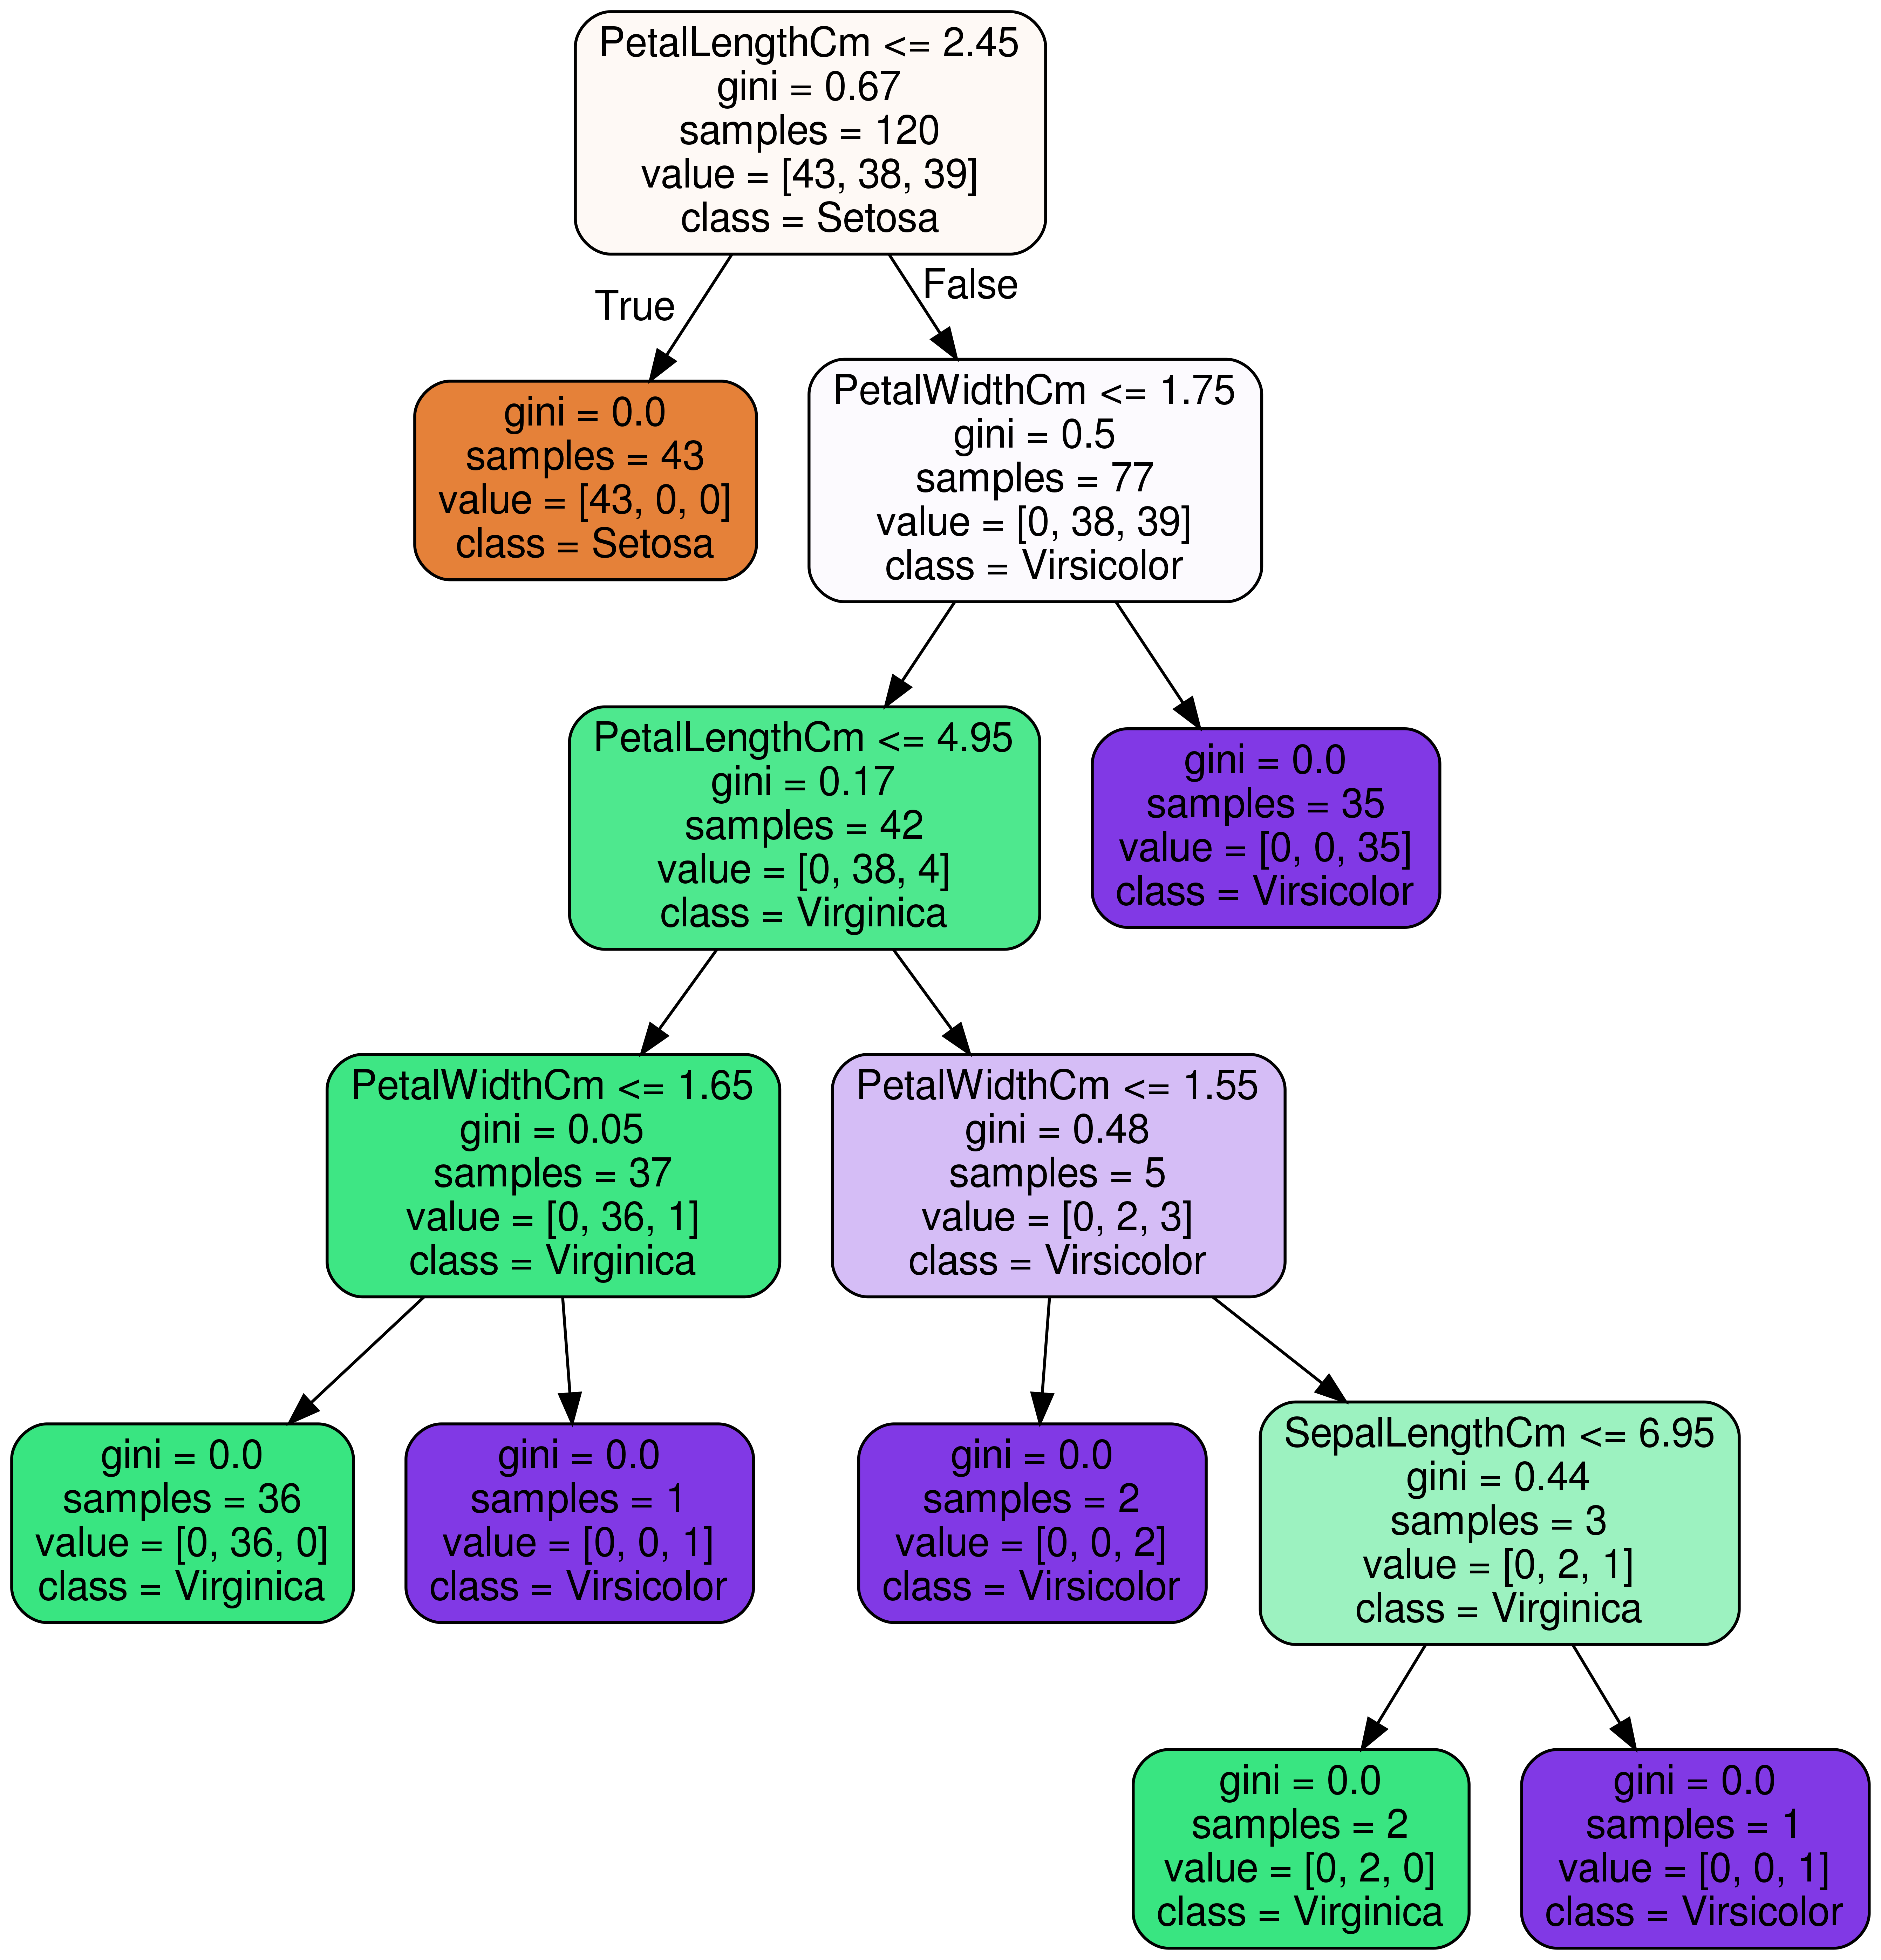 PetalLengthCm <= 2.45
gini = 0.67
samples = 120
value = [43, 38, 39]
class = Setosa
True
False
gini = 0.0
samples = 43
value = [43, 0, 0]
class = Setosa
PetalWidthCm <= 1.75
gini = 0.5
samples = 77
value = [0, 38, 39]
class = Virsicolor
PetalLengthCm <= 4.95
gini = 0.17
samples = 42
value = [0, 38, 4]
class = Virginica
gini = 0.0
samples = 35
value = [0, 0, 35]
class = Virsicolor
PetalWidthCm <= 1.65
gini = 0.05
samples = 37
value = [0, 36, 1]
class = Virginica
PetalWidthCm <= 1.55
gini = 0.48
samples = 5
value = [0, 2, 3]
class = Virsicolor
gini = 0.0
samples = 36
value = [0, 36, 0]
class = Virginica
gini = 0.0
samples = 1
value = [0, 0, 1]
class = Virsicolor
gini = 0.0
samples = 2
value = [0, 0, 2]
class = Virsicolor
SepalLengthCm <= 6.95
gini = 0.44
samples = 3
value = [0, 2, 1]
class = Virginica
gini = 0.0
samples = 2
value = [0, 2, 0]
class = Virginica
gini = 0.0
samples = 1
value = [0, 0, 1]
class = Virsicolor